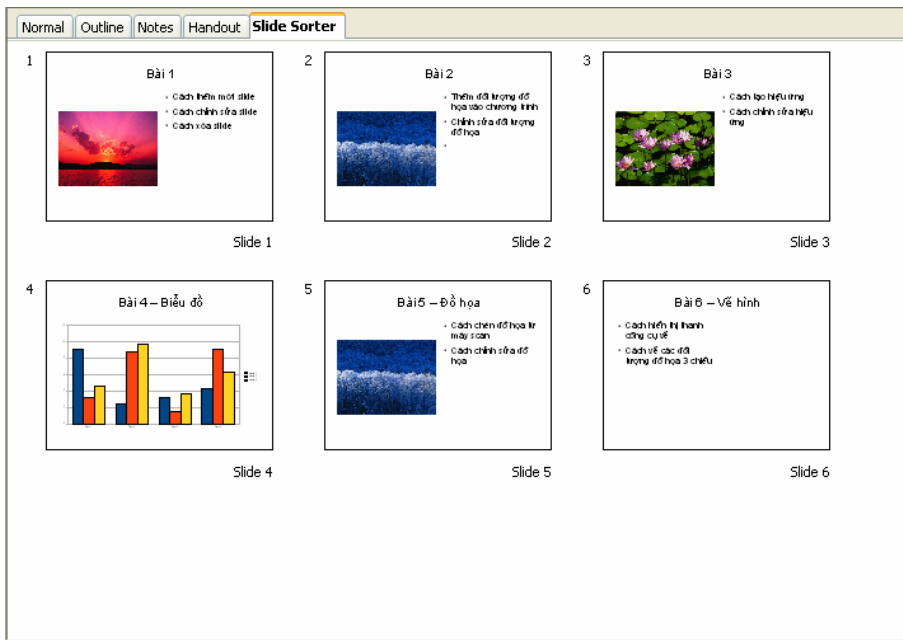 Normal Outline Notes Handout Slide Sorter
1
Bài 1
Cách thêm một slide
Cách chỉnh sửa slide
Cách xóa slide
Slide 1
2
Bài 2
Thêm đối tượng đồ
họa vào chương trình
Chỉnh sửa đối tượng
đồ họa
Slide 2
3
Bài 3
Cách tạo hiệu ứng
Cách chỉnh sửa hiệu
ứng
Slide 3
4
Bài 4 – Biểu đồ
Slide 4
5
Bài5 – Đồ họa
Cách chèn đồ họa từ
máy scan
Cách chỉnh sửa đồ
họa
Slide 5
6
Bài 6 – Vẽ hình
Cách hiển thị thanh
công cụ vẽ
Cách vẽ các đối
tượng đồ họa 3 chiều
Slide 6